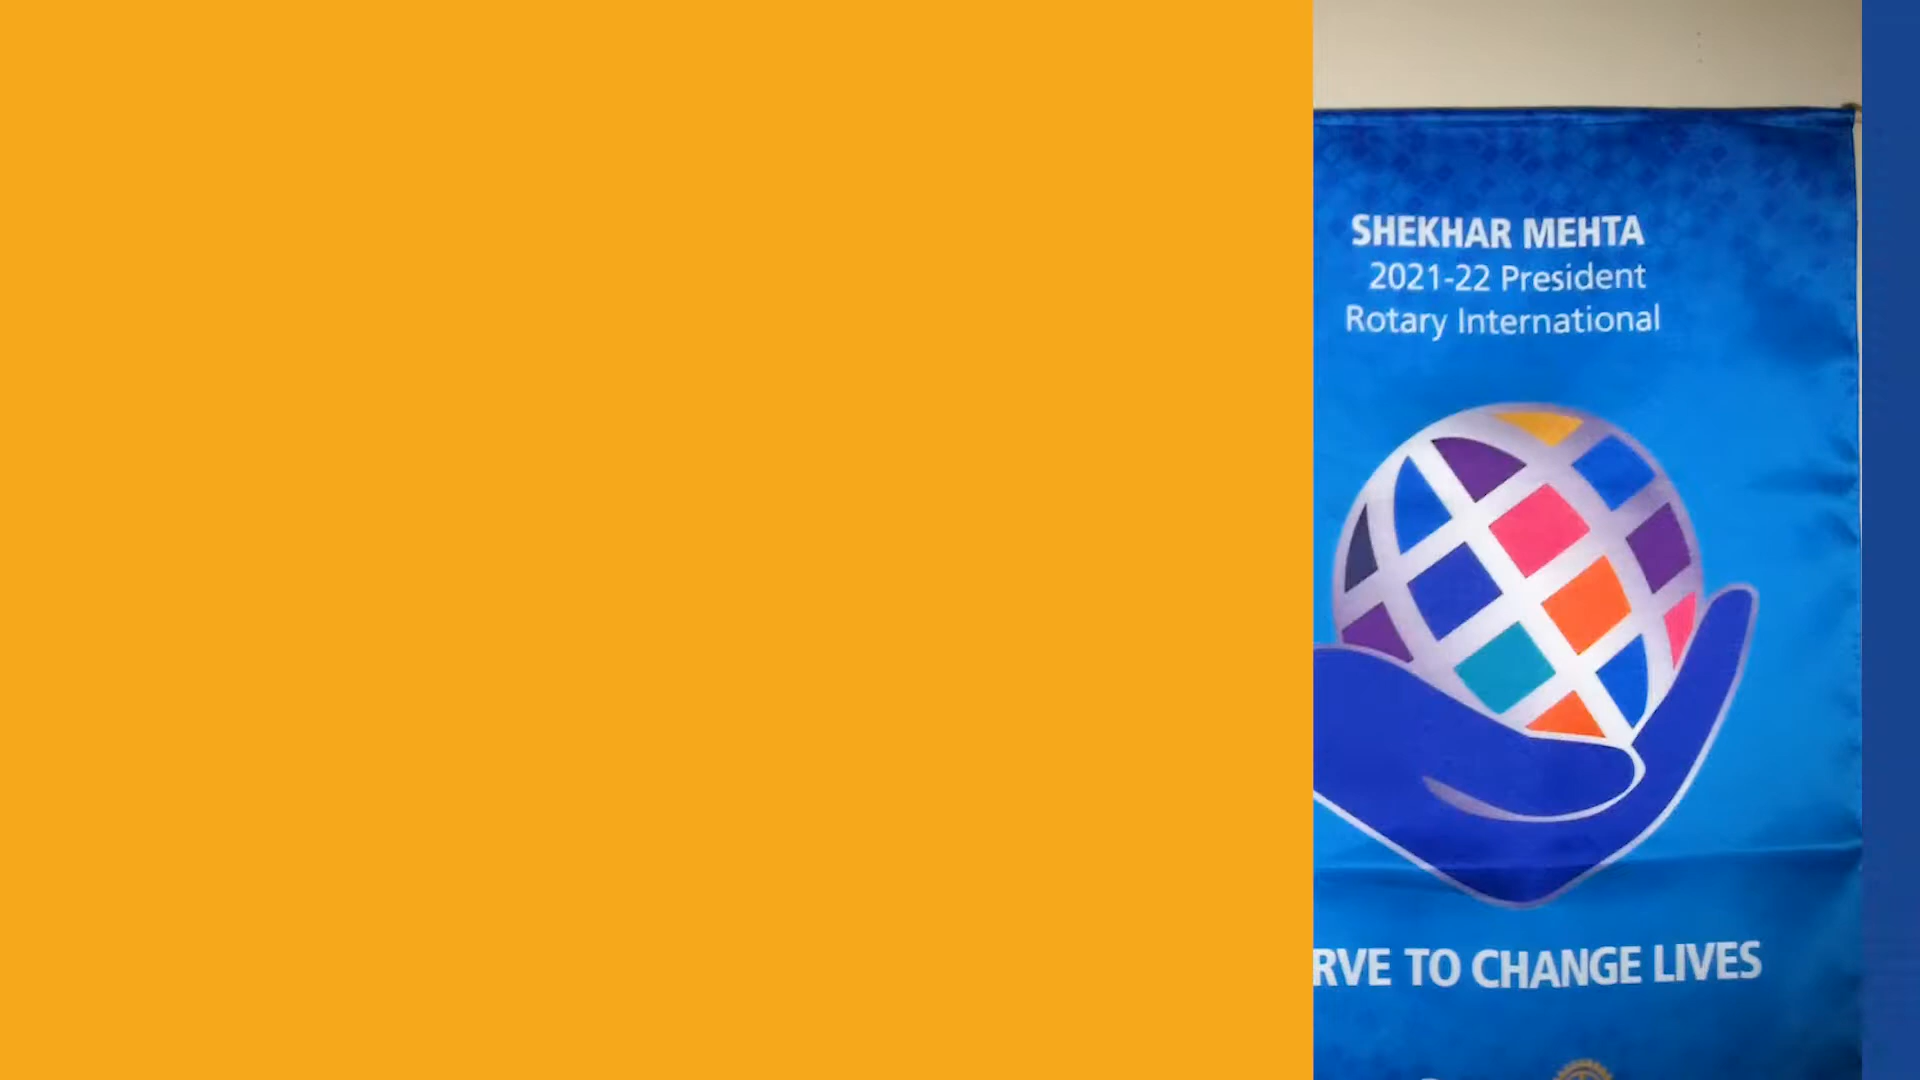 SHEKHAR MEHTA
2021-22 President
Rotary International
RVE TO CHANGE LIVES